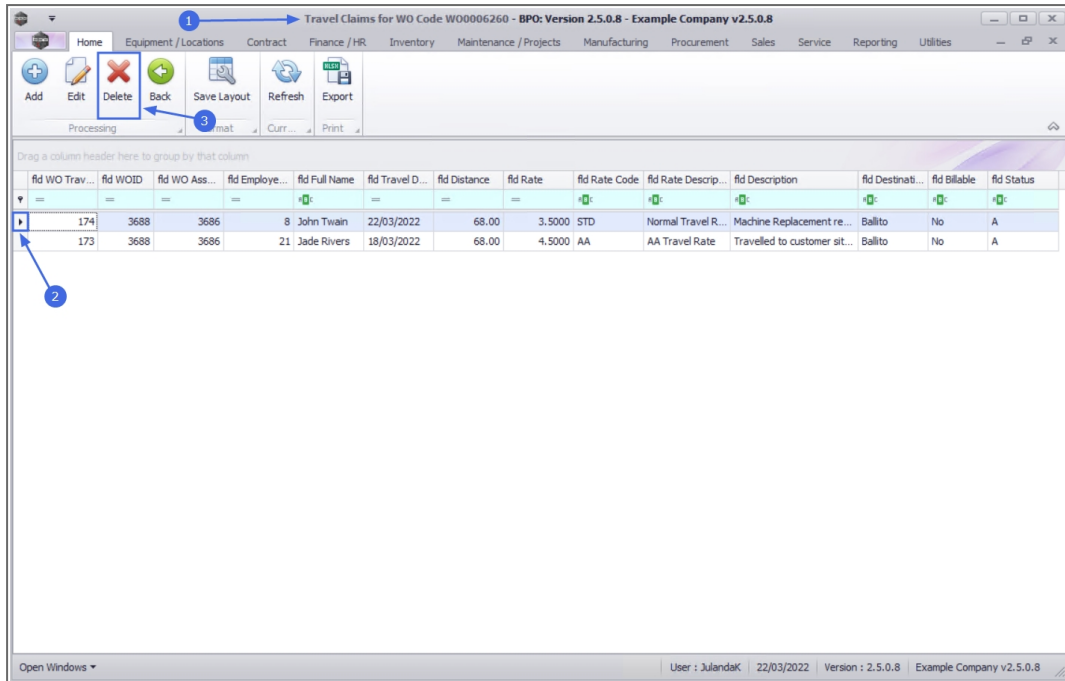 1
Travel Claims for WO Code WO0006260 - BPO: Version 2.5.0.8 - Example Company v2.5.0.8
Home Equipment / Locations Contract Finance / HR Inventory Maintenance / Projects Manufacturing Procurement Sales Service Reporting Utilities
Add Edit Delete Back Save Layout Refresh Export
3
Processing Curr... Print
Drag a column header here to group by that column
fld WO Trav... fld WOID fld WO Ass... fld Employe... fld Full Name fld Travel D... fld Distance fld Rate fld Rate Code fld Rate Descrip... fld Description fld Destinati... fld Billable fld Status
174 3688 3686 8 John Twain 22/03/2022 68.00 3.5000 STD Normal Travel R... Machine Replacement re... Ballito No A
173 3688 3686 21 Jade Rivers 18/03/2022 68.00 4.5000 AA AA Travel Rate Travelled to customer sit... Ballito No A
2
Open Windows User : JulandaK 22/03/2022 Version : 2.5.0.8 Example Company v2.5.0.8